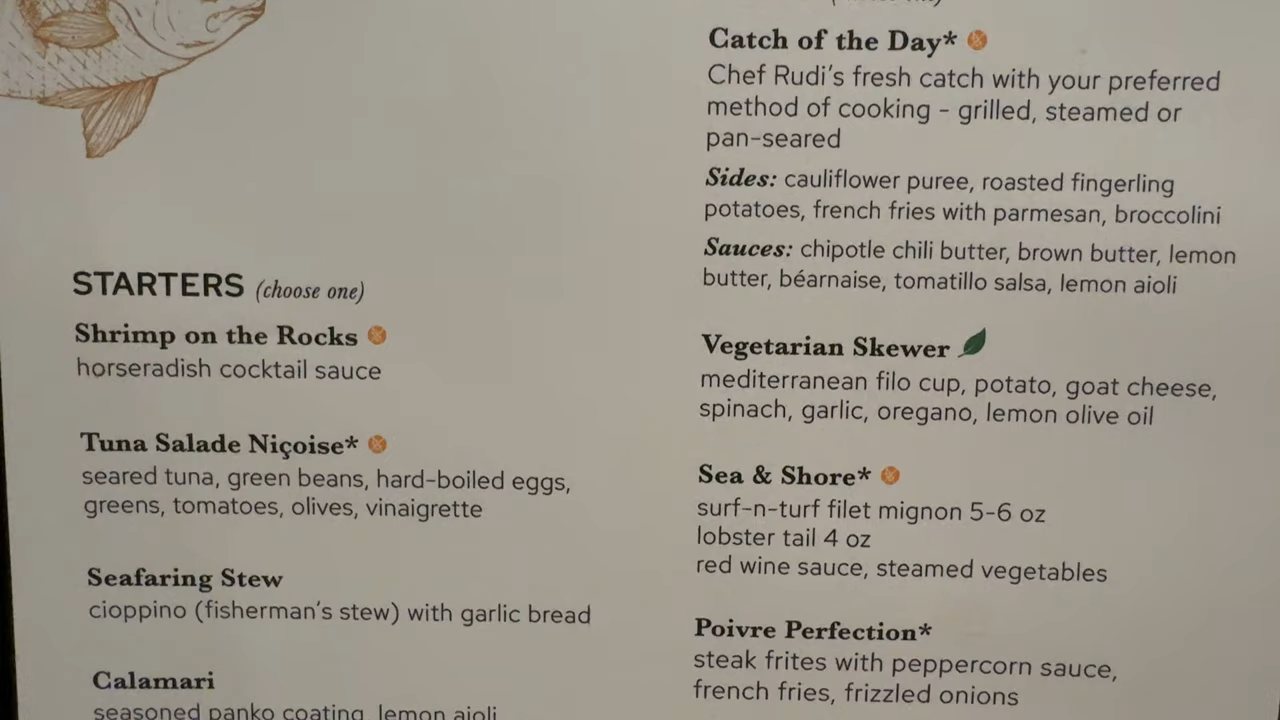 STARTERS (choose one)
Shrimp on the Rocks
horseradish cocktail sauce
Tuna Salade Niçoise*
seared tuna, green beans, hard-boiled eggs,
greens, tomatoes, olives, vinaigrette
Seafaring Stew
cioppino (fisherman's stew) with garlic bread
Calamari
seasoned panko coating, lemon aioli
Catch of the Day*
Chef Rudi's fresh catch with your preferred
method of cooking - grilled, steamed or
pan-seared
Sides: cauliflower puree, roasted fingerling
potatoes, french fries with parmesan, broccolini
Sauces: chipotle chili butter, brown butter, lemon
butter, béarnaise, tomatillo salsa, lemon aioli
Vegetarian Skewer
mediterranean filo cup, potato, goat cheese,
spinach, garlic, oregano, lemon olive oil
Sea & Shore*
surf-n-turf filet mignon 5-6 oz
lobster tail 4 oz
red wine sauce, steamed vegetables
Poivre Perfection*
steak frites with peppercorn sauce,
french fries, frizzled onions